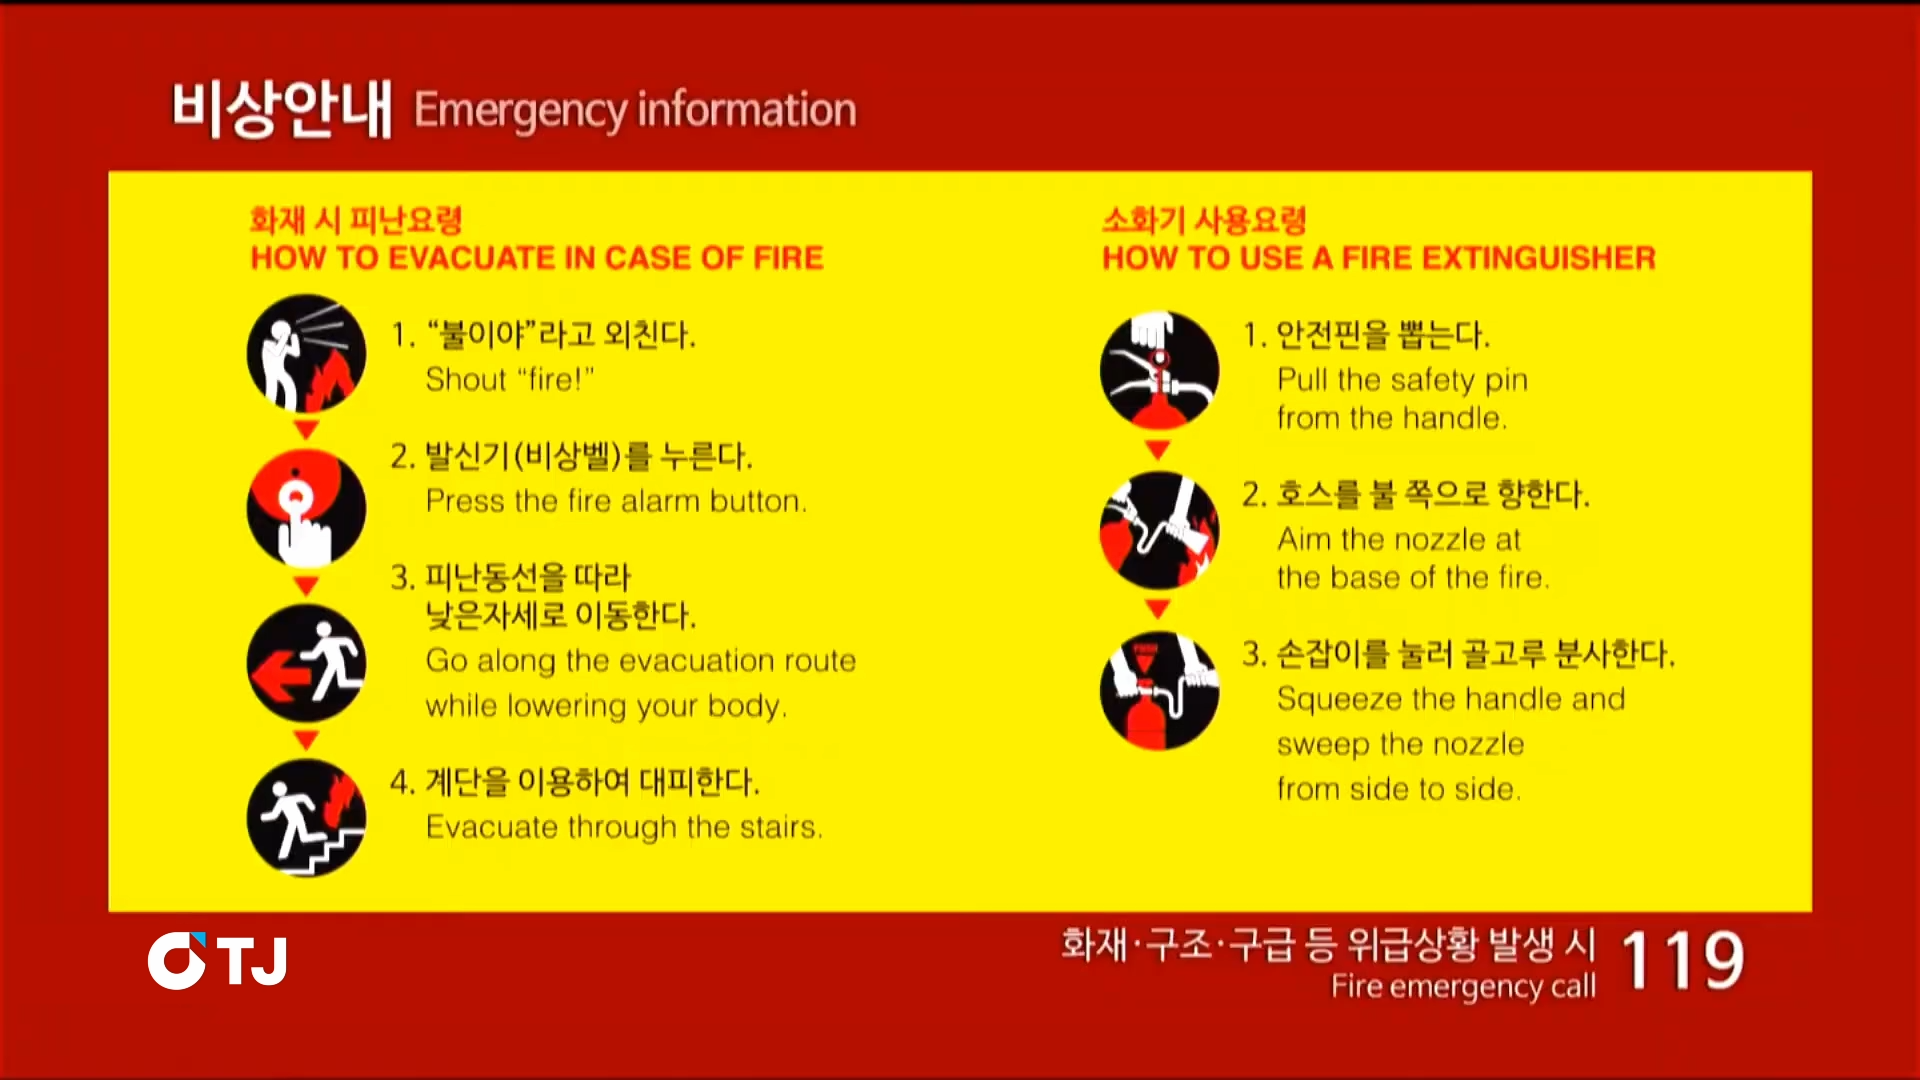 비상안내 Emergency information
화재 시 피난요령
HOW TO EVACUATE IN CASE OF FIRE
1. “불이야”라고 외친다.
Shout “fire!”
2. 발신기(비상벨)를 누른다.
Press the fire alarm button.
3. 피난동선을 따라
낮은자세로 이동한다.
Go along the evacuation route
while lowering your body.
4. 계단을 이용하여 대피한다.
Evacuate through the stairs.
소화기 사용요령
HOW TO USE A FIRE EXTINGUISHER
1. 안전핀을 뽑는다.
Pull the safety pin
from the handle.
2. 호스를 불 쪽으로 향한다.
Aim the nozzle at
the base of the fire.
PUSH
3. 손잡이를 눌러 골고루 분사한다.
Squeeze the handle and
sweep the nozzle
from side to side.
TJ
화재·구조·구급 등 위급상황 발생 시 119
Fire emergency call